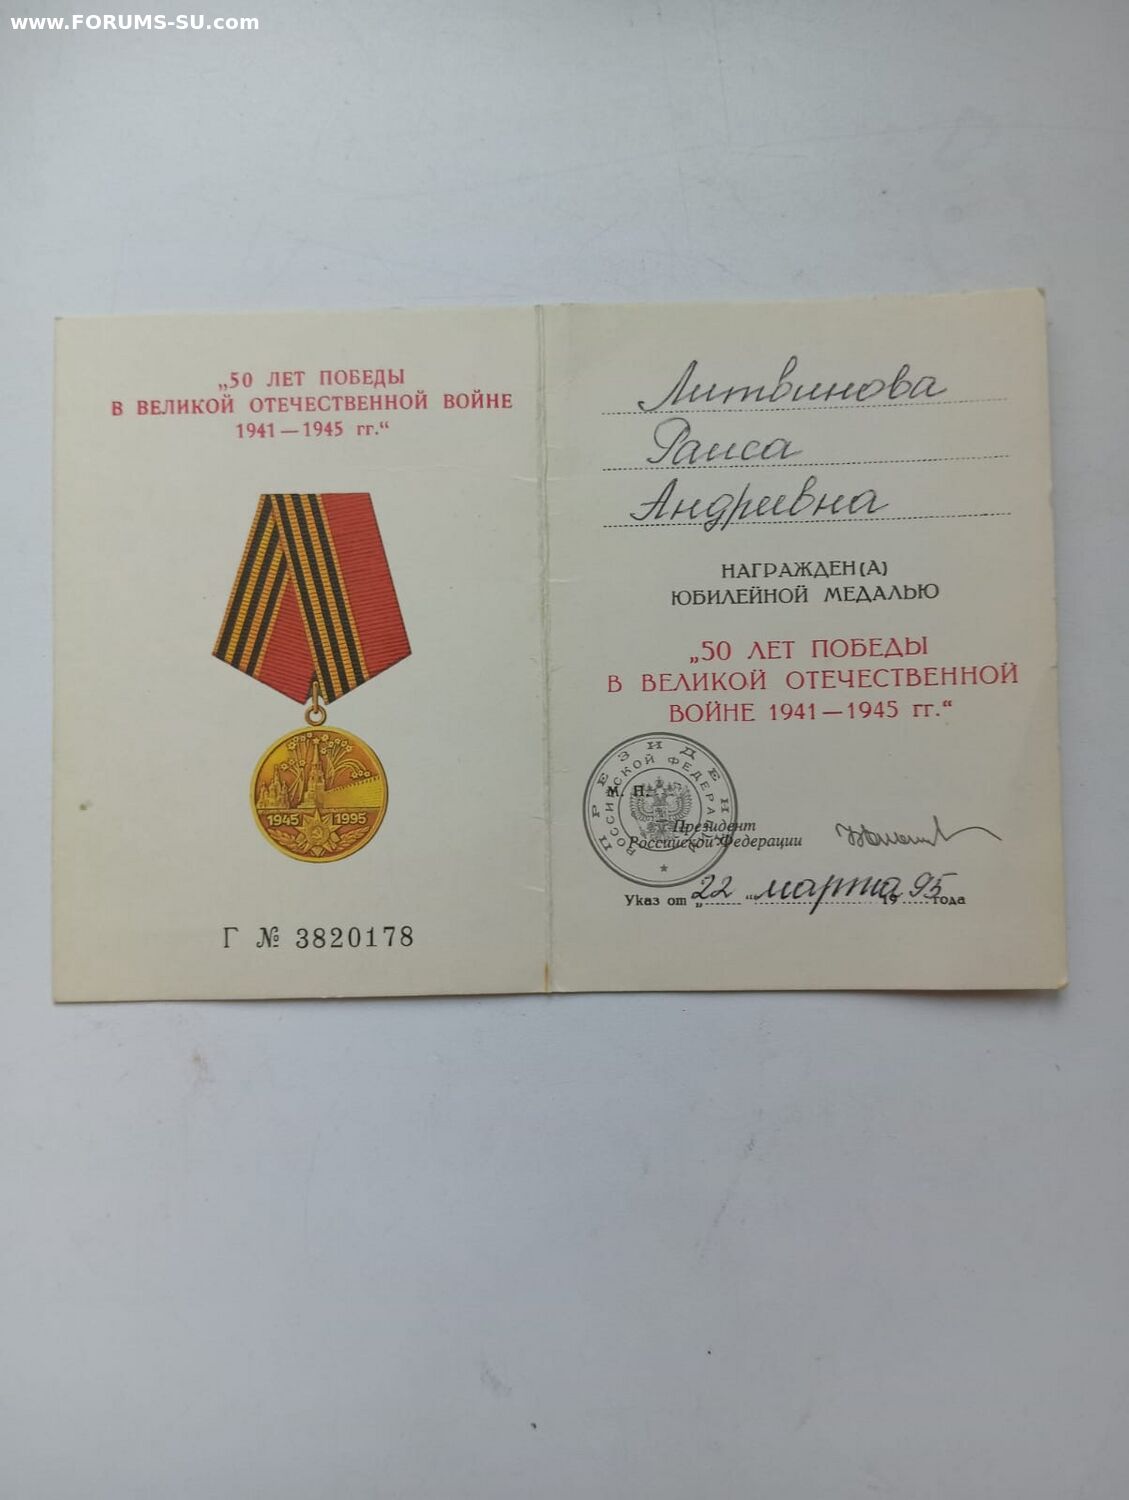 www.FORUMS-SU.com
„50 ЛЕТ ПОБЕДЫ
В ВЕЛИКОЙ ОТЕЧЕСТВЕННОЙ ВОЙНЕ
1941—1945 гг.“
1945 1995
Г № 3820178
Литвинова
Раиса
Андреевна
НАГРАЖДЕН(А)
ЮБИЛЕЙНОЙ МЕДАЛЬЮ
„50 ЛЕТ ПОБЕДЫ
В ВЕЛИКОЙ ОТЕЧЕСТВЕННОЙ
ВОЙНЕ 1941—1945 гг.“
ПРЕЗИДЕНТ
РОССИЙСКОЙ ФЕДЕРАЦИИ
М. П.
Президент
Российской Федерации
Указ от „22“ марта 1995 года